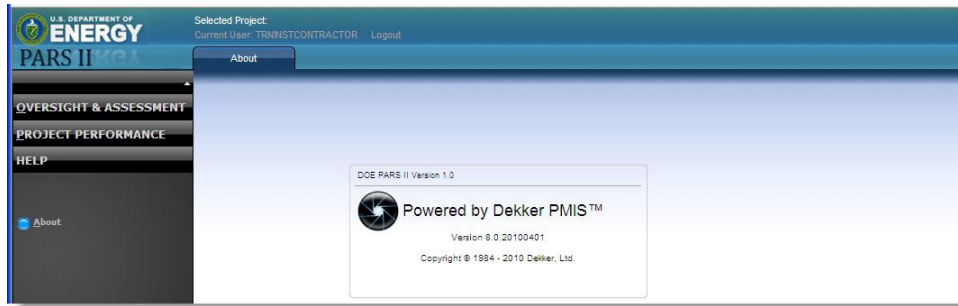 U.S. DEPARTMENT OF
ENERGY
PARS II
Selected Project:
Current User: TRNINSTCONTRACTOR Logout
About
OVERSIGHT & ASSESSMENT
PROJECT PERFORMANCE
HELP
About
DOE PARS II Version 1.0
Powered by Dekker PMIS™
Version 8.0.20100401
Copyright © 1984 - 2010 Dekker, Ltd.